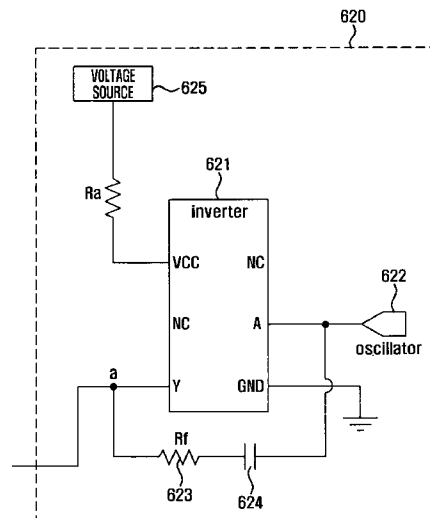 620
VOLTAGE
SOURCE
625
621
Ra
inverter
VCC
NC
622
NC
A
oscillator
a
Y
GND
Rf
623
624